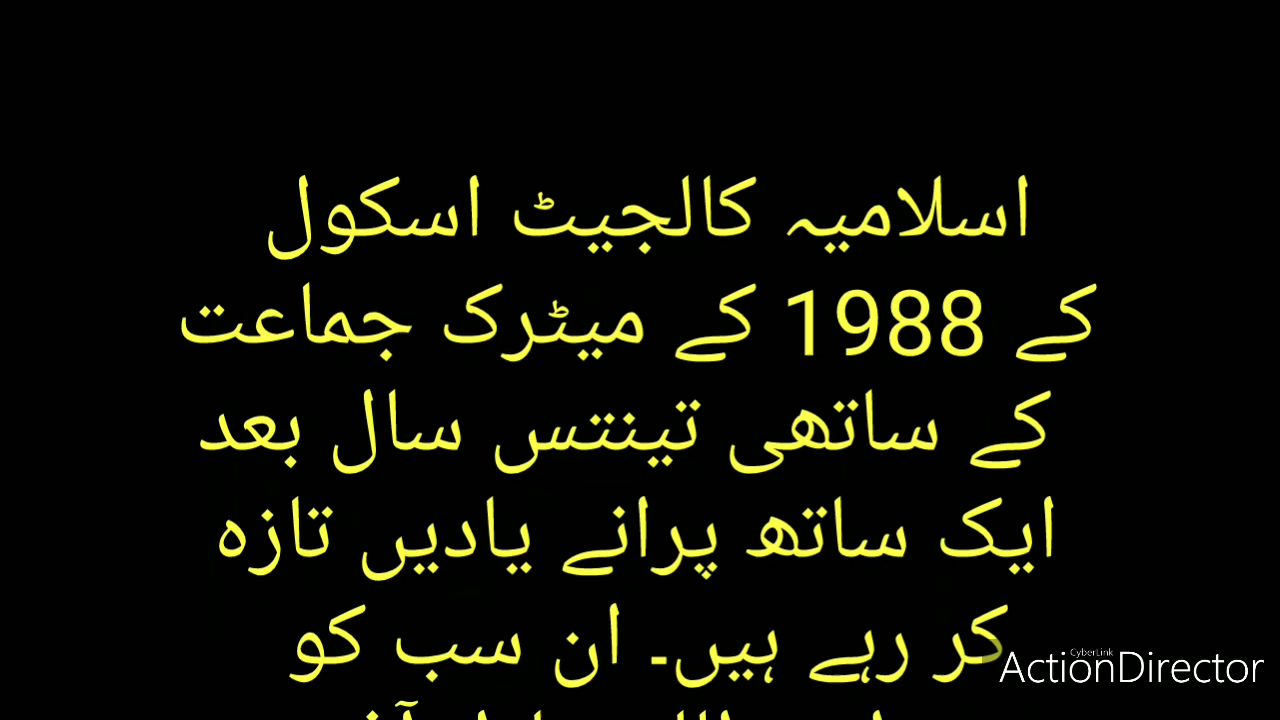 اسلامیہ کالجیٹ اسکول
کے 1988 کے میٹرک جماعت
کے ساتھی تینتس سال بعد
ایک ساتھ پرانے یادیں تازہ
کر رہے ہیں۔ ان سب کو
CyberLink
ActionDirector